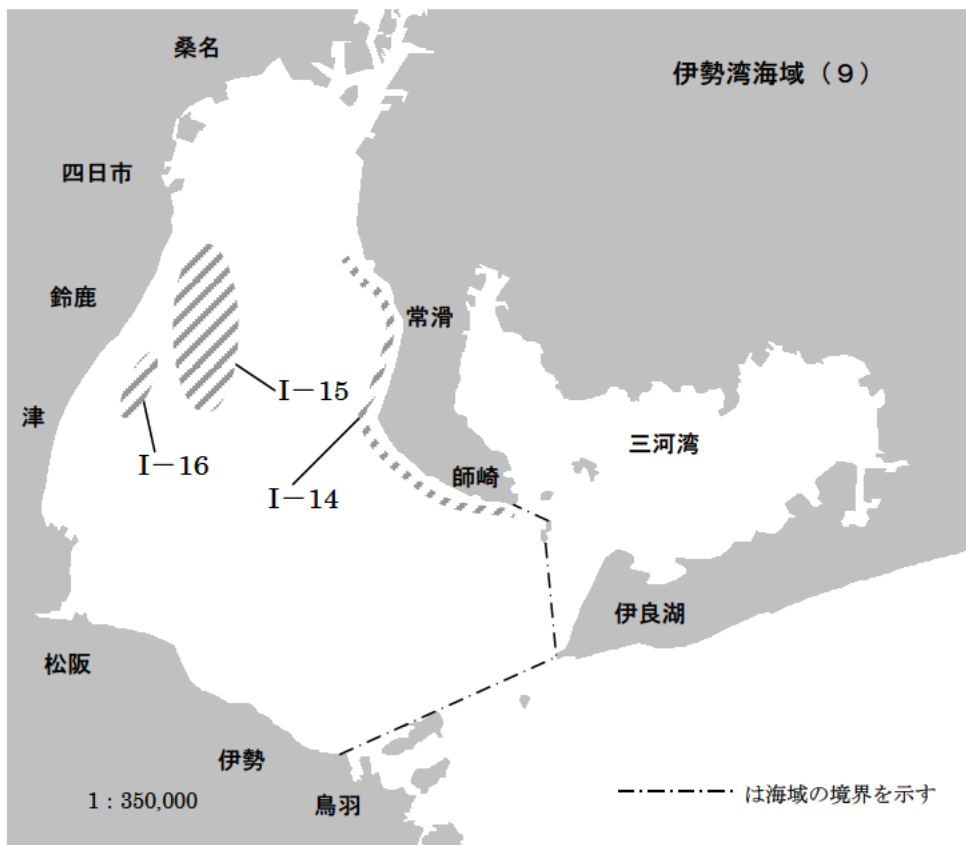 桑名
伊勢湾海域（9）
四日市
鈴鹿
常滑
I－15
津
三河湾
I－16
師崎
I－14
伊良湖
松阪
伊勢
1：350,000
鳥羽
は海域の境界を示す